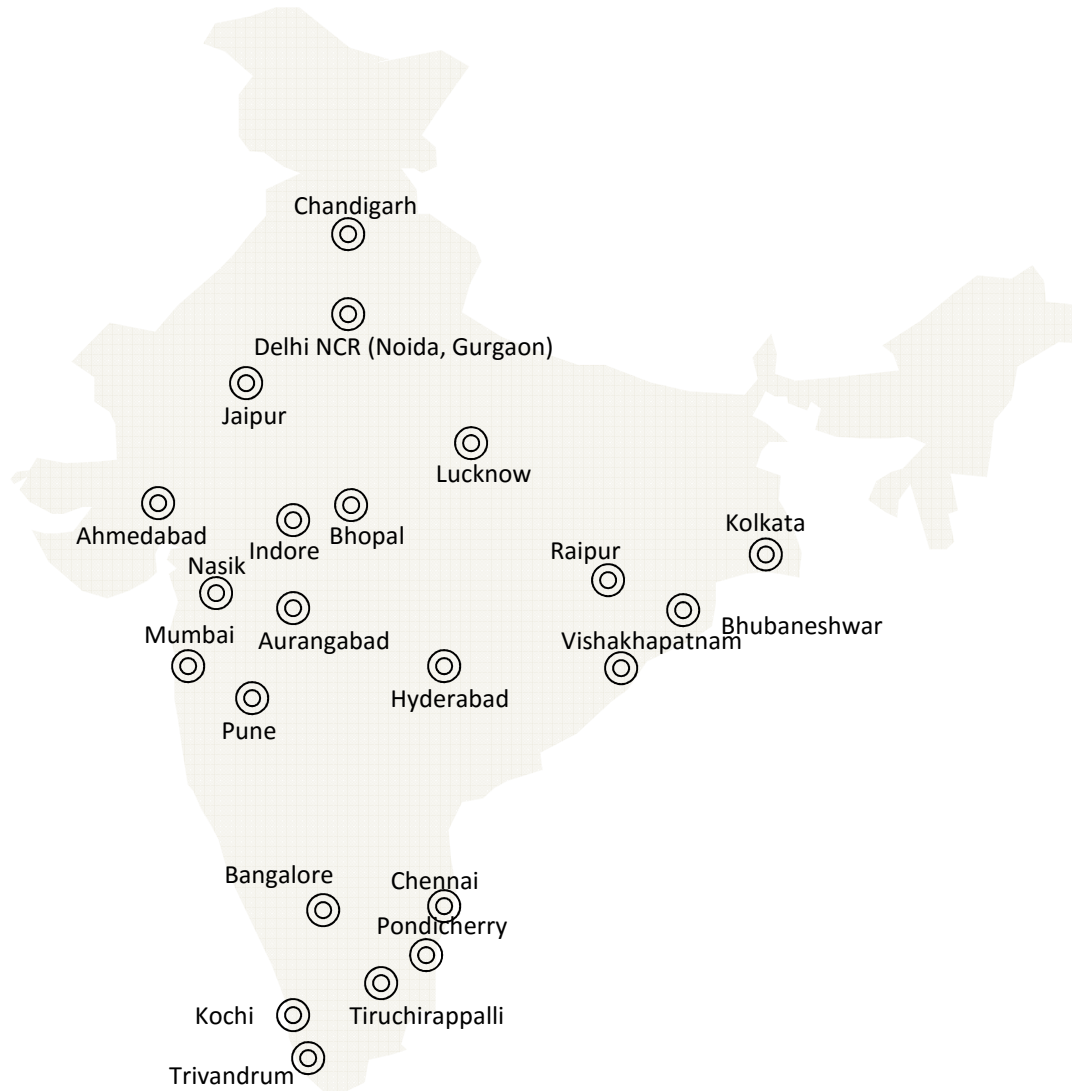 Chandigarh
Delhi NCR (Noida, Gurgaon)
Jaipur
Lucknow
Ahmedabad
Indore
Bhopal
Kolkata
Raipur
Nasik
Bhubaneshwar
Mumbai
Aurangabad
Vishakhapatnam
Hyderabad
Pune
Bangalore
Chennai
Pondicherry
Kochi
Tiruchirappalli
Trivandrum